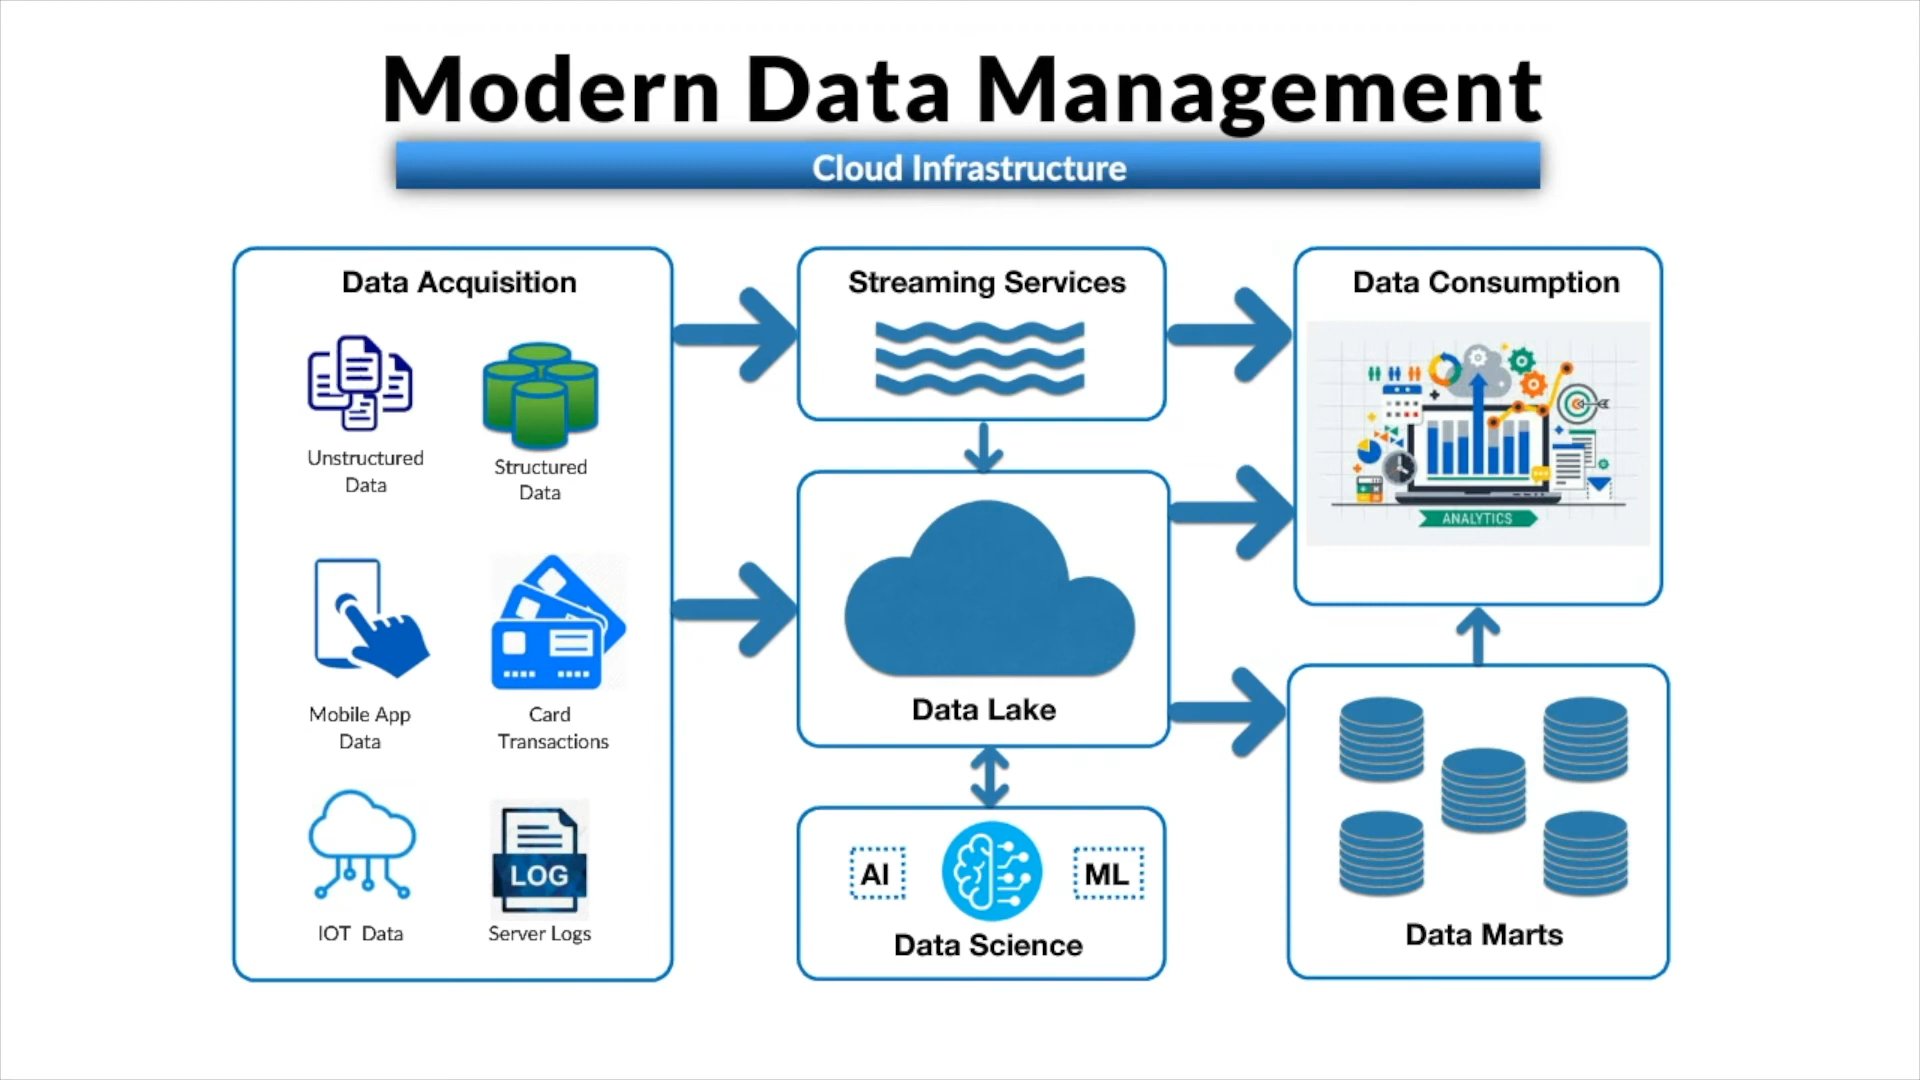 Modern Data Management
Cloud Infrastructure
Data Acquisition
Unstructured
Data
Structured
Data
Mobile App
Data
Card
Transactions
IOT Data
LOG
Server Logs
Streaming Services
Data Lake
AI
ML
Data Science
Data Consumption
ANALYTICS
Data Marts